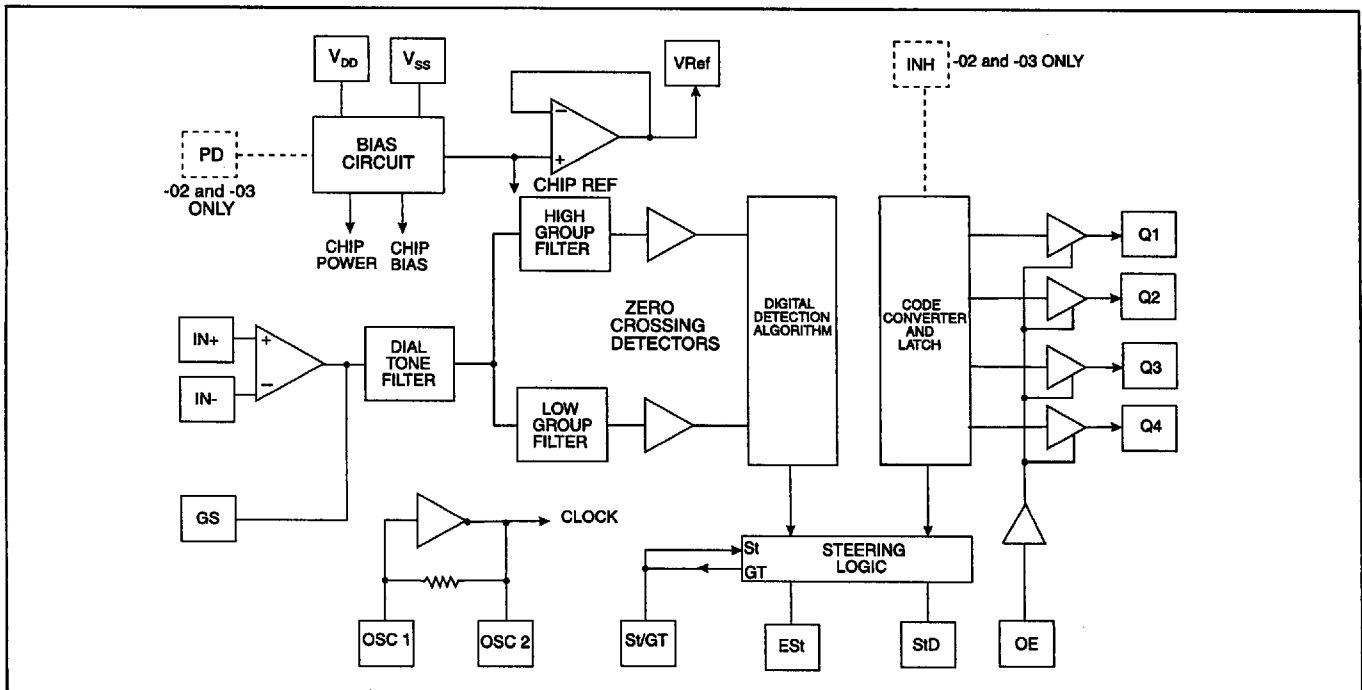 VDD
VSS
VRef
INH
-02 and -03 ONLY
PD
-02 and -03
ONLY
BIAS
CIRCUIT
−
+
CHIP REF
CHIP
POWER
CHIP
BIAS
HIGH
GROUP
FILTER
IN+
IN-
+
−
DIAL
TONE
FILTER
ZERO
CROSSING
DETECTORS
LOW
GROUP
FILTER
DIGITAL
DETECTION
ALGORITHM
CODE
CONVERTER
AND
LATCH
Q1
Q2
Q3
Q4
GS
CLOCK
OSC 1
OSC 2
St
GT
STEERING
LOGIC
St/GT
ESt
StD
OE